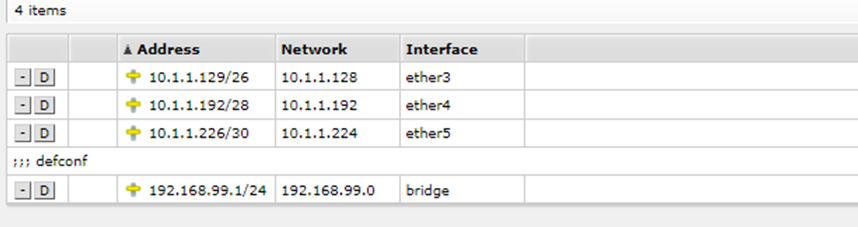 4 items
Address Network Interface
- D 10.1.1.129/26 10.1.1.128 ether3
- D 10.1.1.192/28 10.1.1.192 ether4
- D 10.1.1.226/30 10.1.1.224 ether5
;;; defconf
- D 192.168.99.1/24 192.168.99.0 bridge